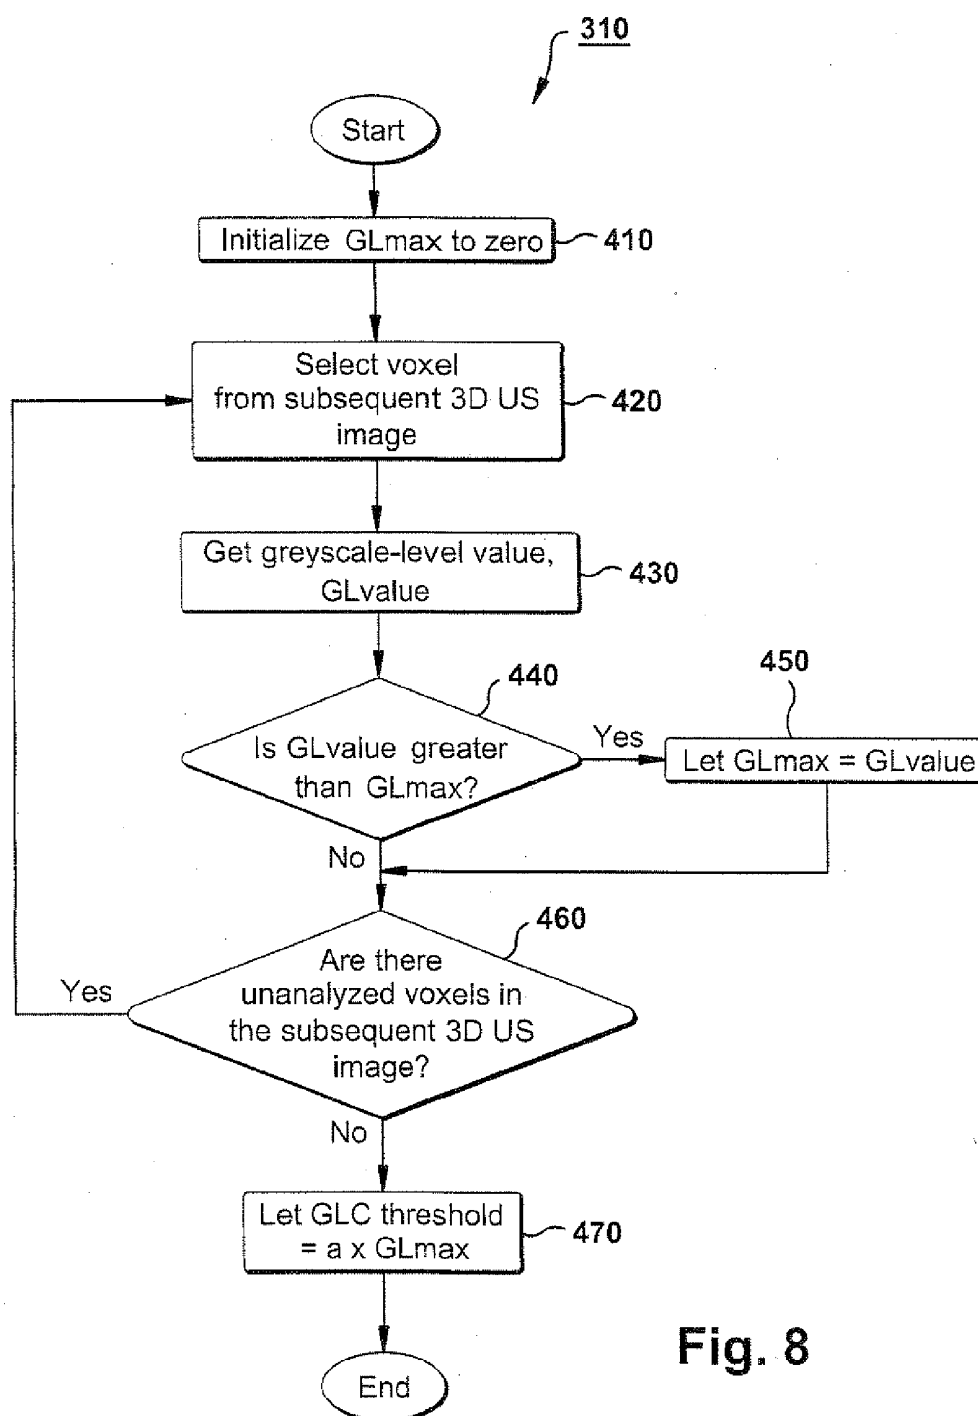 310
Start
Initialize GLmax to zero
410
Select voxel
from subsequent 3D US
image
420
Get greyscale-level value,
GLvalue
430
440
Is GLvalue greater
than GLmax?
Yes
450
Let GLmax = GLvalue
No
460
Are there
unanalyzed voxels in
the subsequent 3D US
image?
Yes
No
Let GLC threshold
= a x GLmax
470
End
Fig. 8